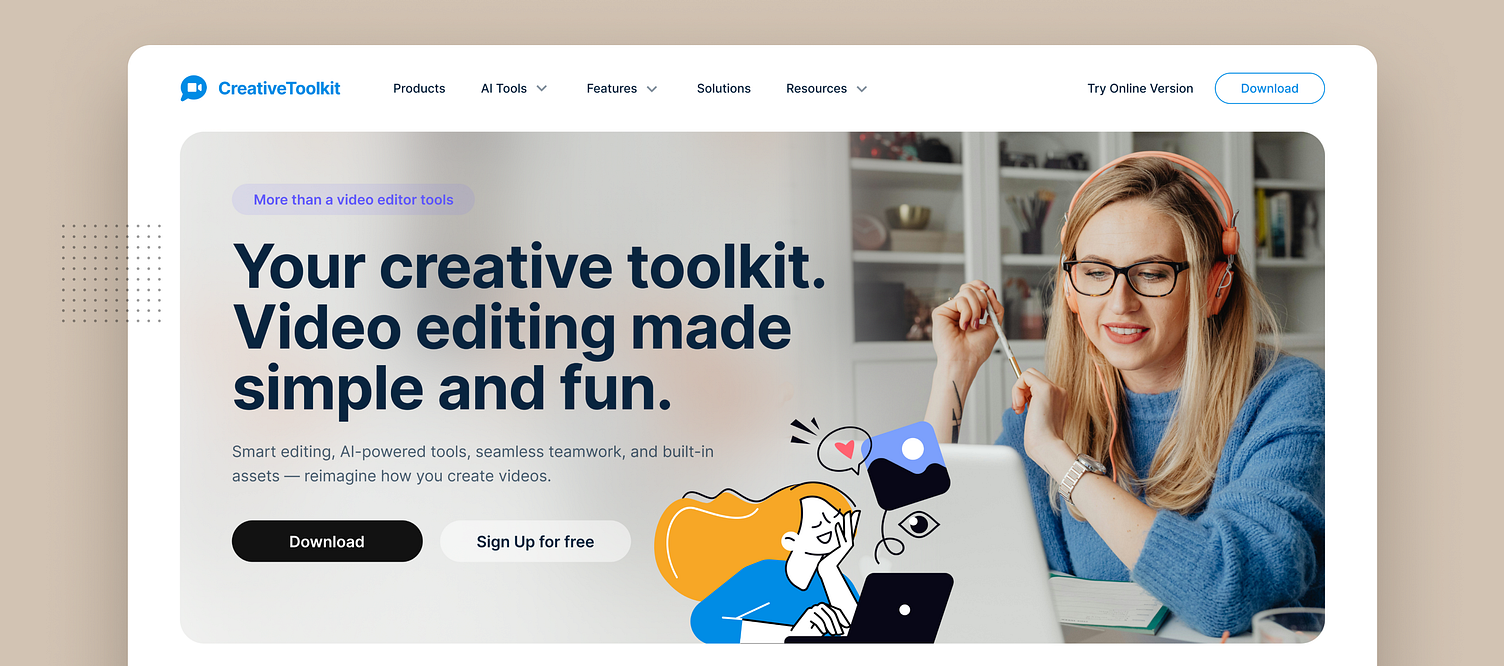 CreativeToolkit
Products
AI Tools
Features
Solutions
Resources
Try Online Version
Download
More than a video editor tools
Your creative toolkit.
Video editing made
simple and fun.
Smart editing, AI-powered tools, seamless teamwork, and built-in
assets — reimagine how you create videos.
Download
Sign Up for free